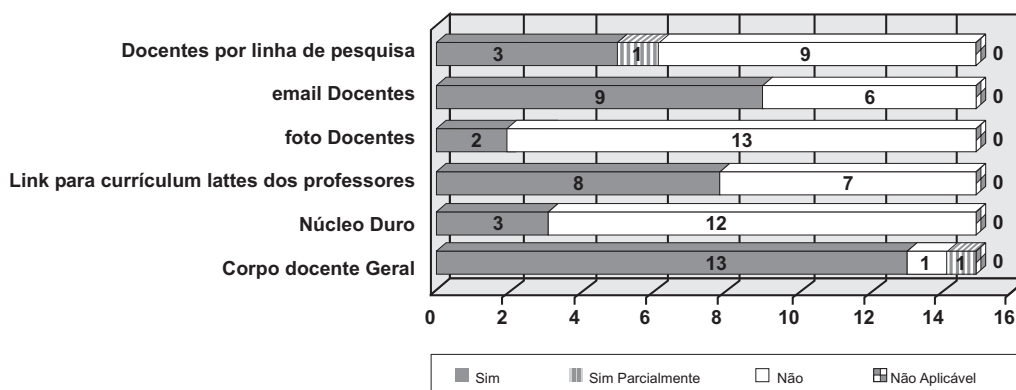 Docentes por linha de pesquisa 3 1 9 0
email Docentes 9 6 0
foto Docentes 2 13 0
Link para currículum lattes dos professores 8 7 0
Núcleo Duro 3 12 0
Corpo docente Geral 13 1 1 0
0 2 4 6 8 10 12 14 16
Sim Sim Parcialmente Não Não Aplicável